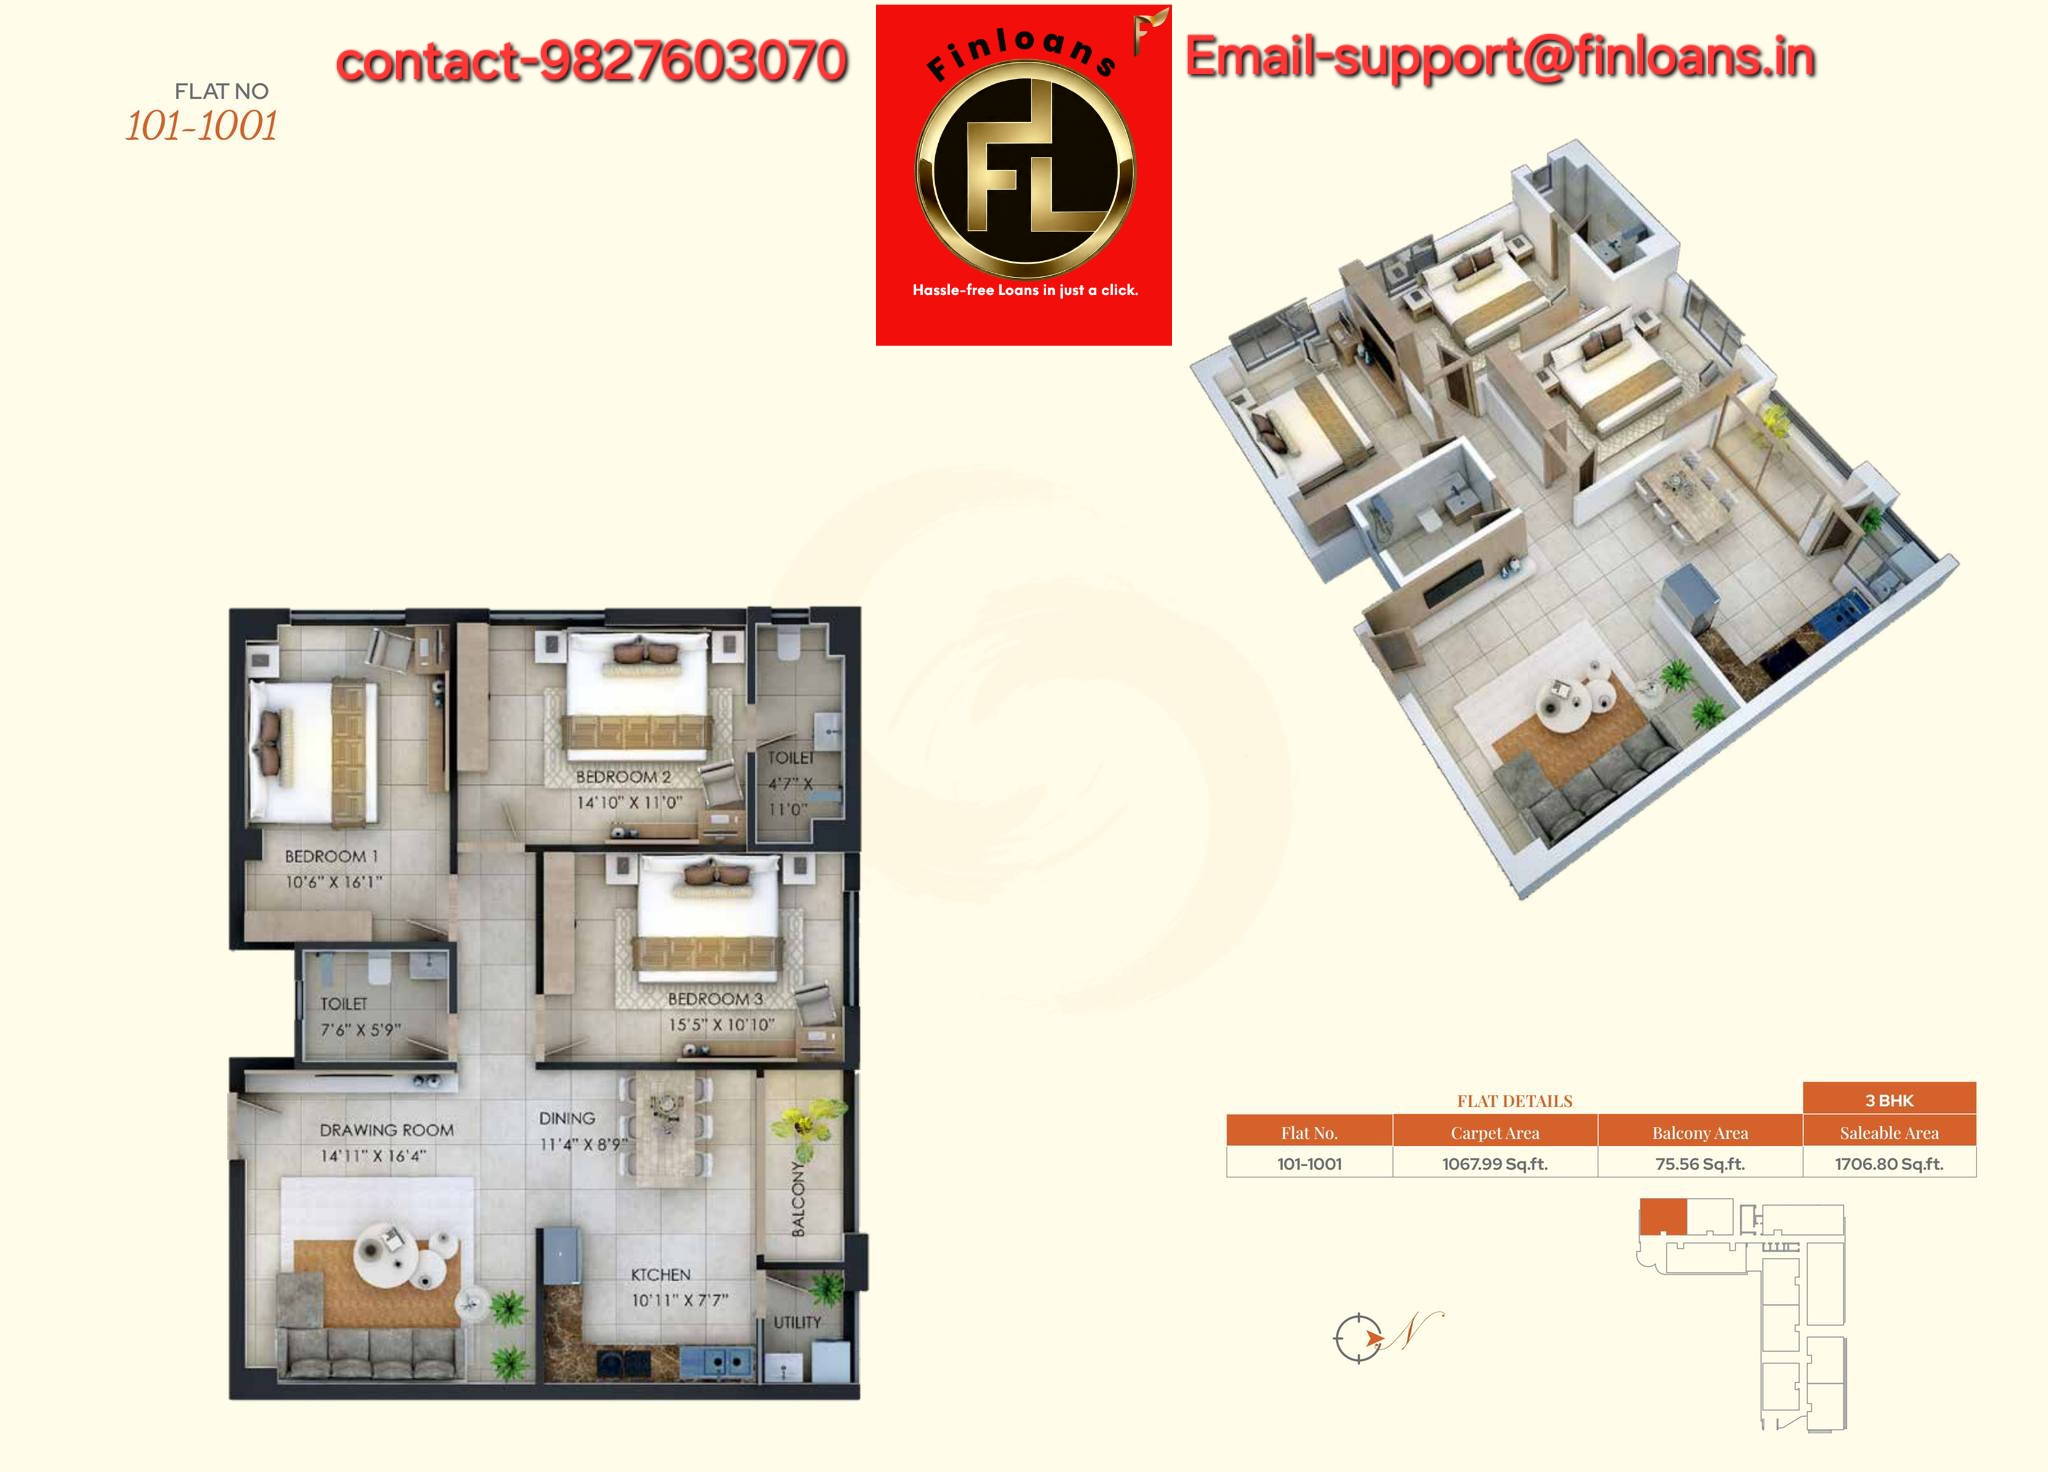 contact-9827603070
Finloans
F
FL
Hassle-free Loans in just a click.
Email-support@finloans.in
FLAT NO
101-1001
BEDROOM 1
10'6" X 16'1"
BEDROOM 2
14'10" X 11'0"
TOILET
4'7" X
11'0"
BEDROOM 3
15'5" X 10'10"
TOILET
7'6" X 5'9"
DRAWING ROOM
14'11" X 16'4"
DINING
11'4" X 8'9"
BALCONY
KTCHEN
10'11" X 7'7"
UTILITY
FLAT DETAILS
3 BHK
Flat No. Carpet Area Balcony Area Saleable Area
101-1001 1067.99 Sq.ft. 75.56 Sq.ft. 1706.80 Sq.ft.
N